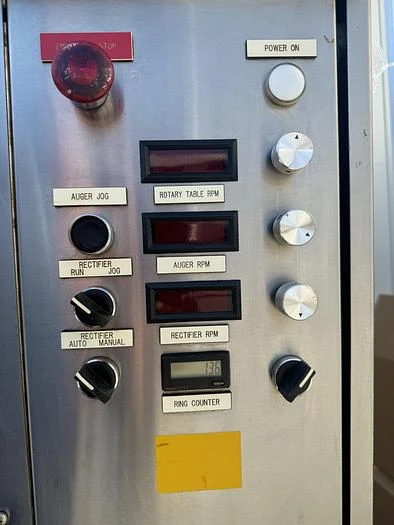 STOP
POWER ON
AUGER JOG
ROTARY TABLE RPM
RECTIFIER
RUN JOG
AUGER RPM
RECTIFIER
AUTO MANUAL
RECTIFIER RPM
136
RING COUNTER